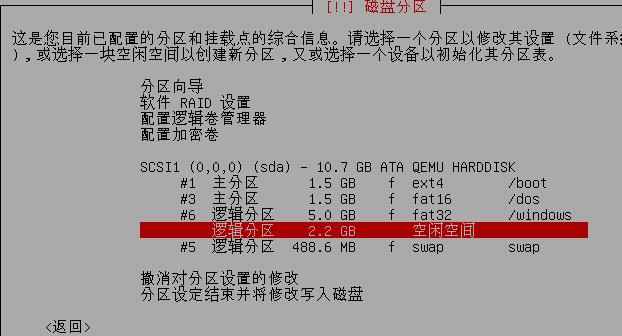 [!!] 磁盘分区
这是您目前已配置的分区和挂载点的综合信息。请选择一个分区以修改其设置 (文件系
),或选择一块空闲空间以创建新分区,又或选择一个设备以初始化其分区表。
分区向导
软件 RAID 设置
配置逻辑卷管理器
配置加密卷
SCSI1 (0,0,0) (sda) - 10.7 GB ATA QEMU HARDDISK
#1 主分区 1.5 GB f ext4 /boot
#3 主分区 1.5 GB f fat16 /dos
#6 逻辑分区 5.0 GB f fat32 /windows
逻辑分区 2.2 GB 空闲空间
#5 逻辑分区 488.6 MB f swap swap
撤消对分区设置的修改
分区设定结束并将修改写入磁盘
<返回>